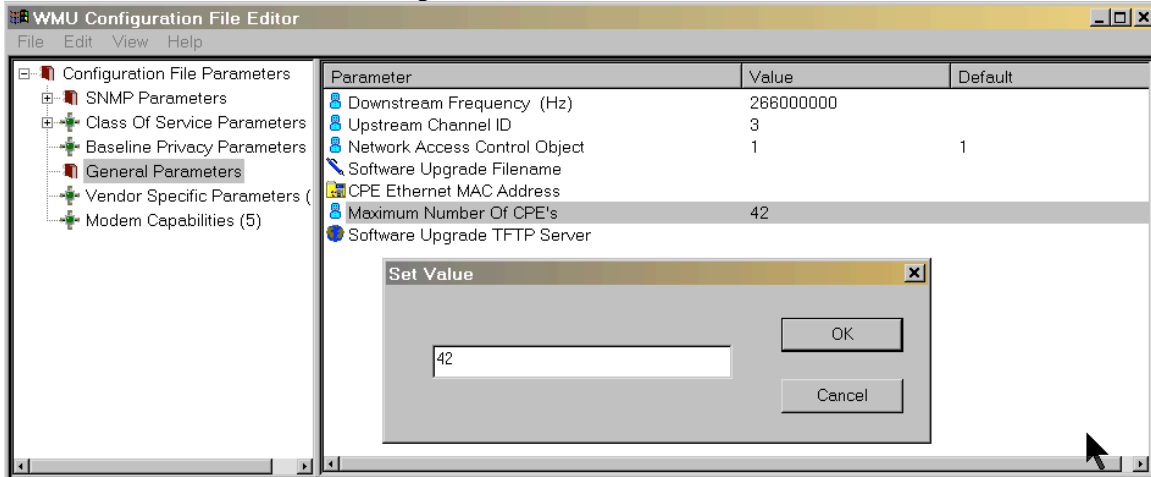 WMU Configuration File Editor
File Edit View Help
Configuration File Parameters
SNMP Parameters
Class Of Service Parameters
Baseline Privacy Parameters
General Parameters
Vendor Specific Parameters (
Modem Capabilities (5)
Parameter Value Default
Downstream Frequency (Hz) 266000000
Upstream Channel ID 3
Network Access Control Object 1 1
Software Upgrade Filename
CPE Ethernet MAC Address
Maximum Number Of CPE's 42
Software Upgrade TFTP Server
Set Value
42
OK
Cancel